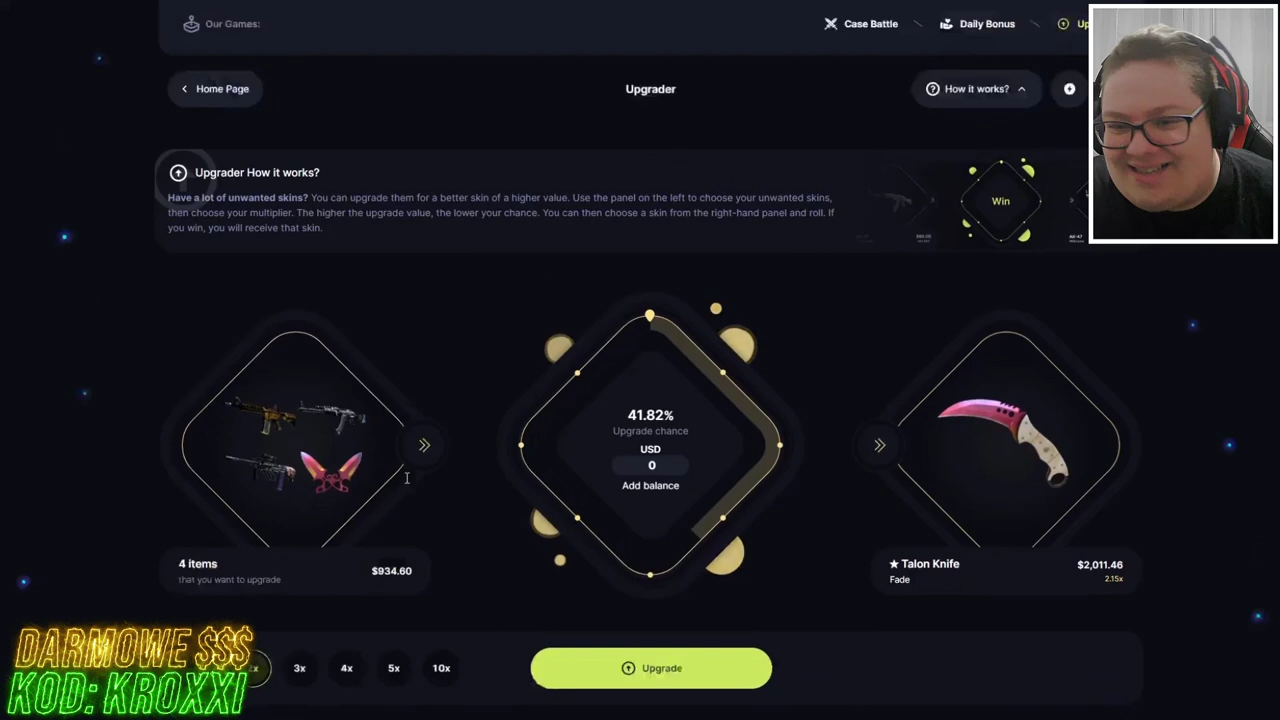 Our Games:
Case Battle
Daily Bonus
Up
Home Page
Upgrader
How it works?
Upgrader How it works?
Have a lot of unwanted skins? You can upgrade them for a better skin of a higher value. Use the panel on the left to choose your unwanted skins,
then choose your multiplier. The higher the upgrade value, the lower your chance. You can then choose a skin from the right-hand panel and roll. If
you win, you will receive that skin.
Win
41.82%
Upgrade chance
USD
0
Add balance
4 items
that you want to upgrade
$934.60
★ Talon Knife
Fade
$2,011.46
2.15x
3x
4x
5x
10x
Upgrade
DARMOWE $$$
KOD: KROXXI